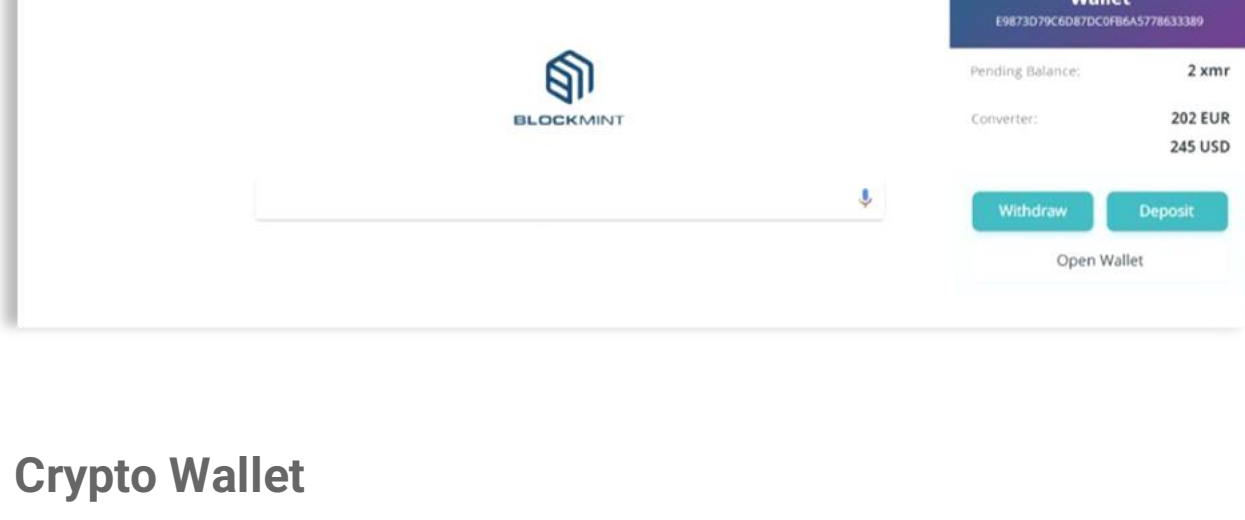 Wallet
E9873D79C6D87DC0FB6A5778633389
Pending Balance:
2 xmr
BLOCKMINT
Converter:
202 EUR
245 USD
Withdraw
Deposit
Open Wallet
Crypto Wallet